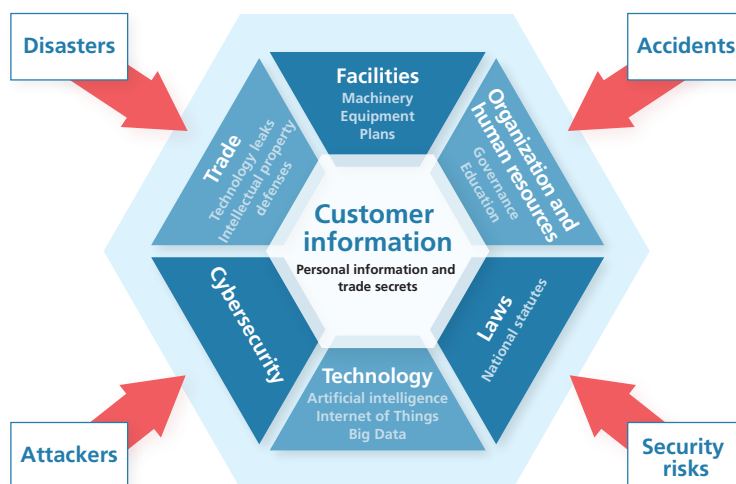 Disasters
Accidents
Facilities
Machinery
Equipment
Plans
Trade
Technology leaks
Intellectual property
defenses
Organization and
human resources
Governance
Education
Customer
information
Personal information and
trade secrets
Cybersecurity
Laws
National statutes
Technology
Artificial intelligence
Internet of Things
Big Data
Attackers
Security
risks